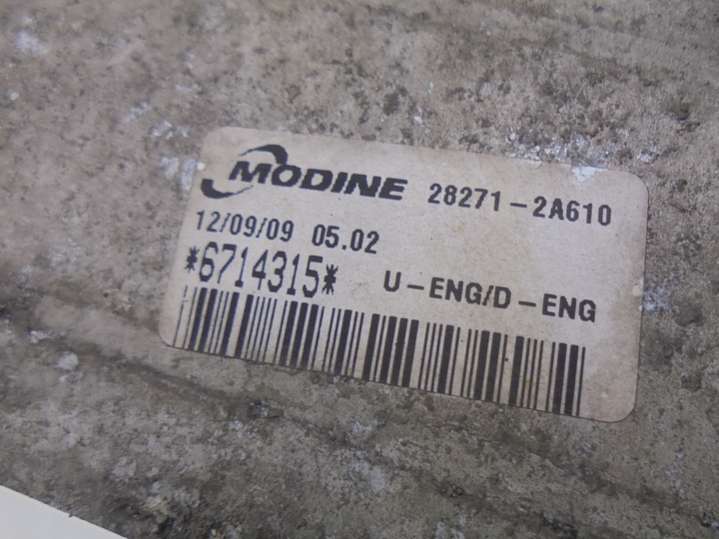 MODINE 28271-2A610
12/09/09 05.02
*6714315* U-ENG/D-ENG